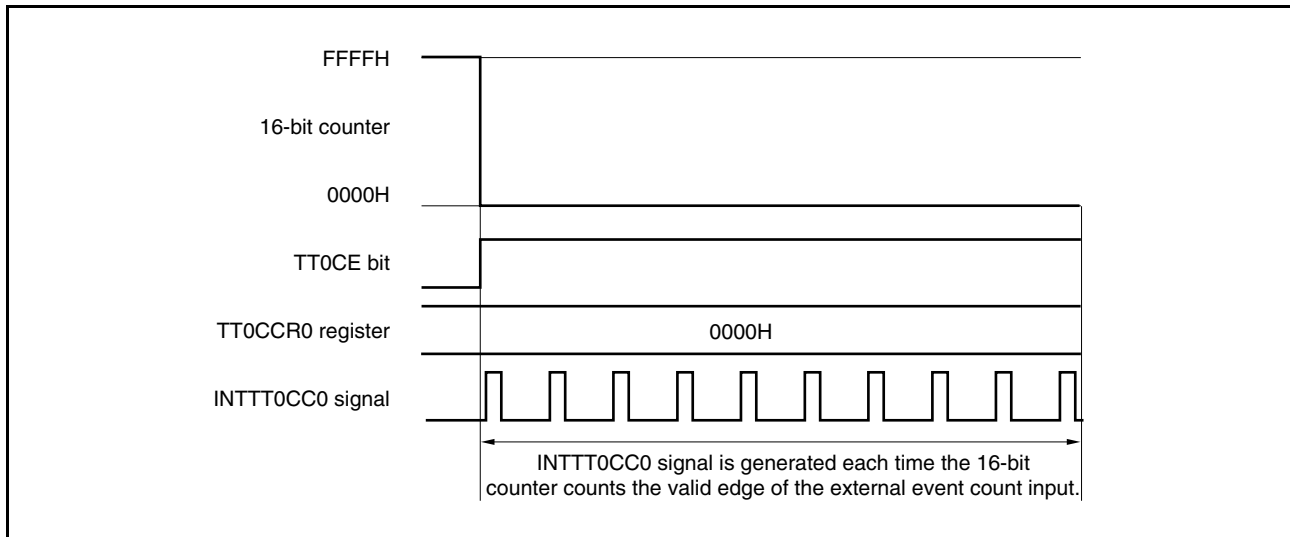 FFFFH
16-bit counter
0000H
TT0CE bit
TT0CCR0 register
0000H
INTTT0CC0 signal
INTTT0CC0 signal is generated each time the 16-bit
counter counts the valid edge of the external event count input.